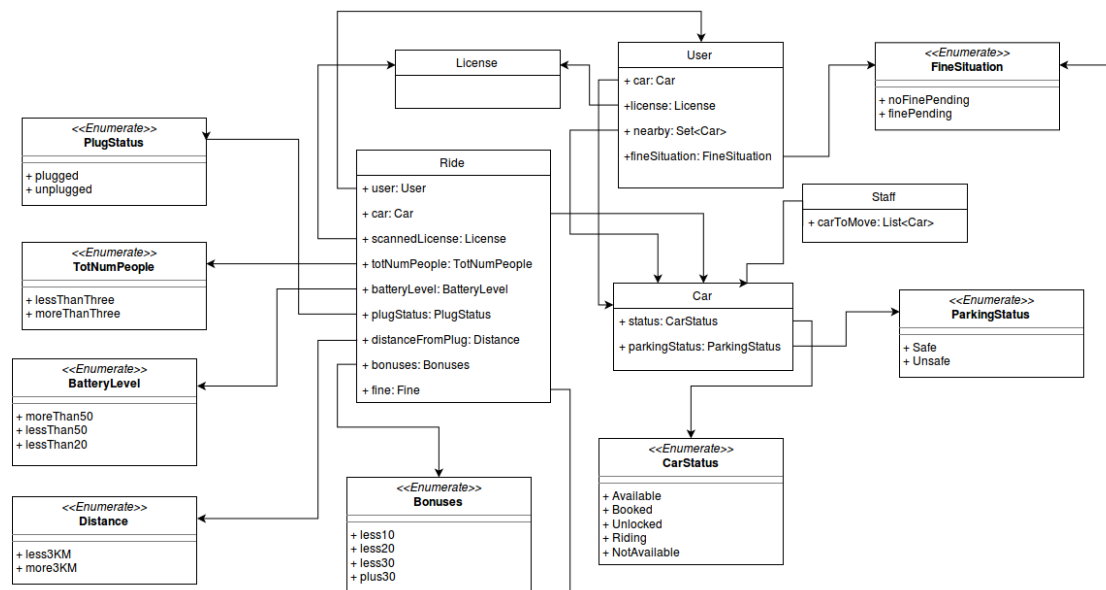 License
User
+ car: Car
+license: License
+ nearby: Set<Car>
+fineSituation: FineSituation
<<Enumerate>>
FineSituation
+ noFinePending
+ finePending
<<Enumerate>>
PlugStatus
+ plugged
+ unplugged
Ride
+ user: User
+ car: Car
+ scannedLicense: License
+ totNumPeople: TotNumPeople
+ batteryLevel: BatteryLevel
+ plugStatus: PlugStatus
+ distanceFromPlug: Distance
+ bonuses: Bonuses
+ fine: Fine
Staff
+ carToMove: List<Car>
<<Enumerate>>
TotNumPeople
+ lessThanThree
+ moreThanThree
Car
+ status: CarStatus
+ parkingStatus: ParkingStatus
<<Enumerate>>
ParkingStatus
+ Safe
+ Unsafe
<<Enumerate>>
BatteryLevel
+ moreThan50
+ lessThan50
+ lessThan20
<<Enumerate>>
CarStatus
+ Available
+ Booked
+ Unlocked
+ Riding
+ NotAvailable
<<Enumerate>>
Bonuses
+ less10
+ less20
+ less30
+ plus30
<<Enumerate>>
Distance
+ less3KM
+ more3KM